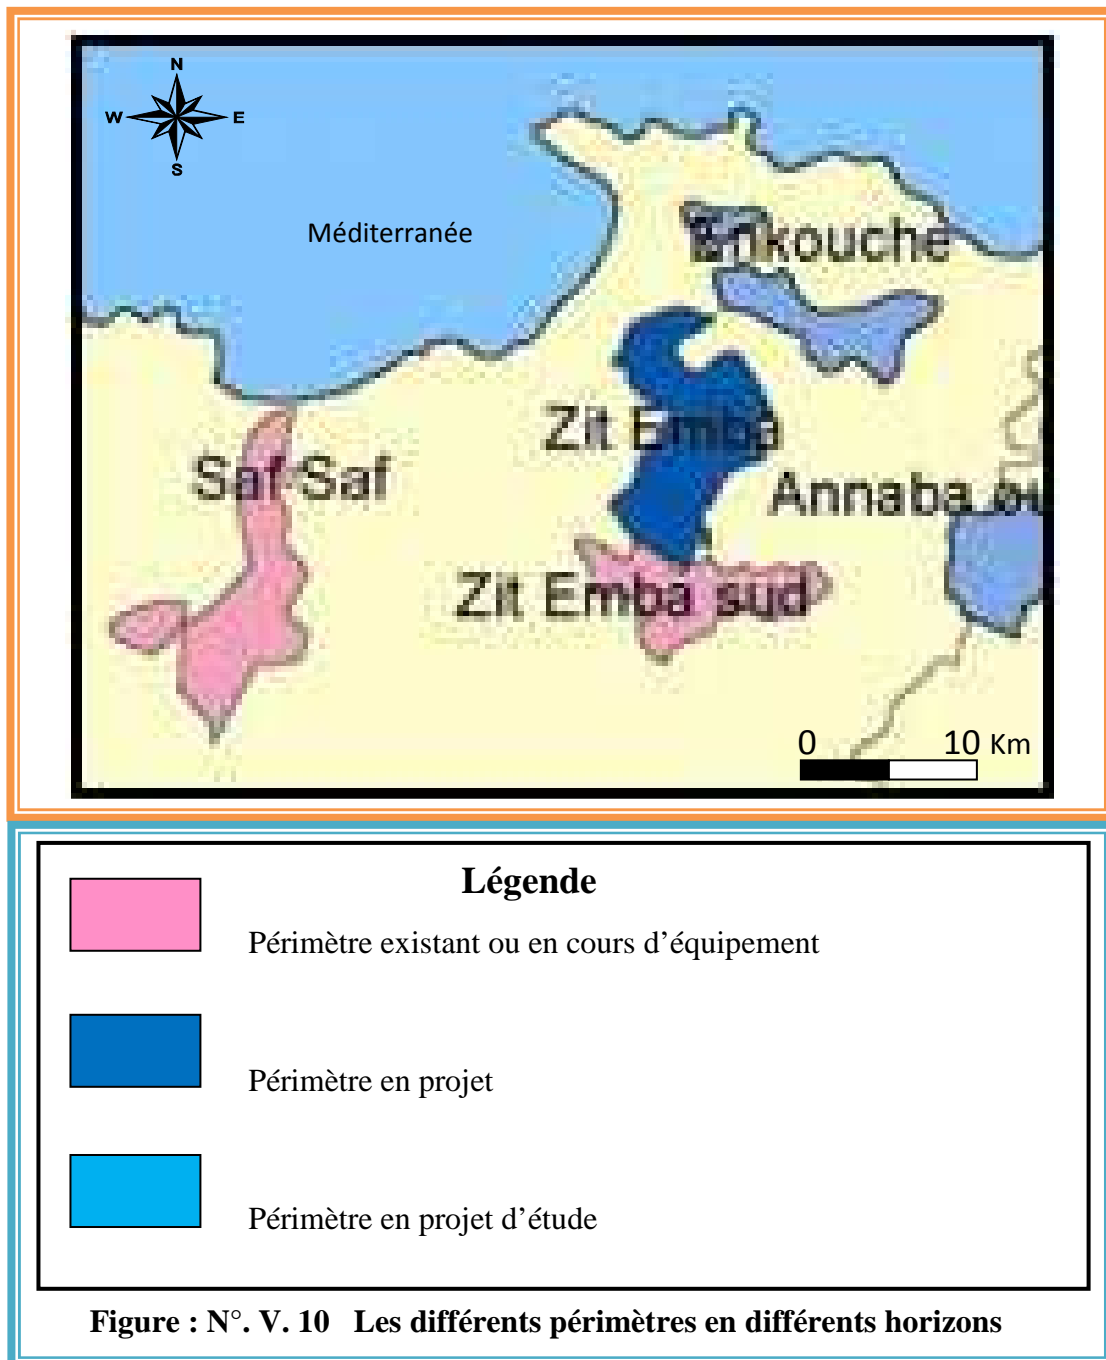 N
W E
S
Méditerranée
Zit Emba
Saf Saf
Annaba
Zit Emba sud
0 10 Km
Légende
Périmètre existant ou en cours d'équipement
Périmètre en projet
Périmètre en projet d'étude
Figure : N°. V. 10 Les différents périmètres en différents horizons